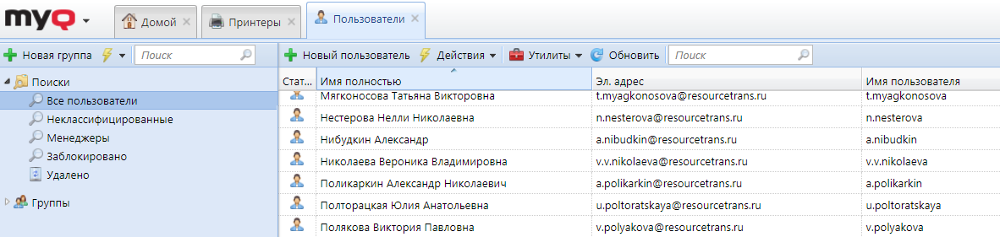 myQ
Домой Принтеры Пользователи
Новая группа Поиск
Новый пользователь Действия Утилиты Обновить Поиск
Поиски
Все пользователи
Неклассифицированные
Менеджеры
Заблокировано
Удалено
Группы
Стат... Имя полностью Эл. адрес Имя пользователя
Мягконосова Татьяна Викторовна t.myagkonosova@resourcetrans.ru t.myagkonosova
Нестерова Нелли Николаевна n.nesterova@resourcetrans.ru n.nesterova
Нибудкин Александр a.nibudkin@resourcetrans.ru a.nibudkin
Николаева Вероника Владимировна v.v.nikolaeva@resourcetrans.ru v.v.nikolaeva
Поликаркин Александр Николаевич a.polikarkin@resourcetrans.ru a.polikarkin
Полторацкая Юлия Анатольевна u.poltoratskaya@resourcetrans.ru u.poltoratskaya
Полякова Виктория Павловна v.polyakova@resourcetrans.ru v.polyakova